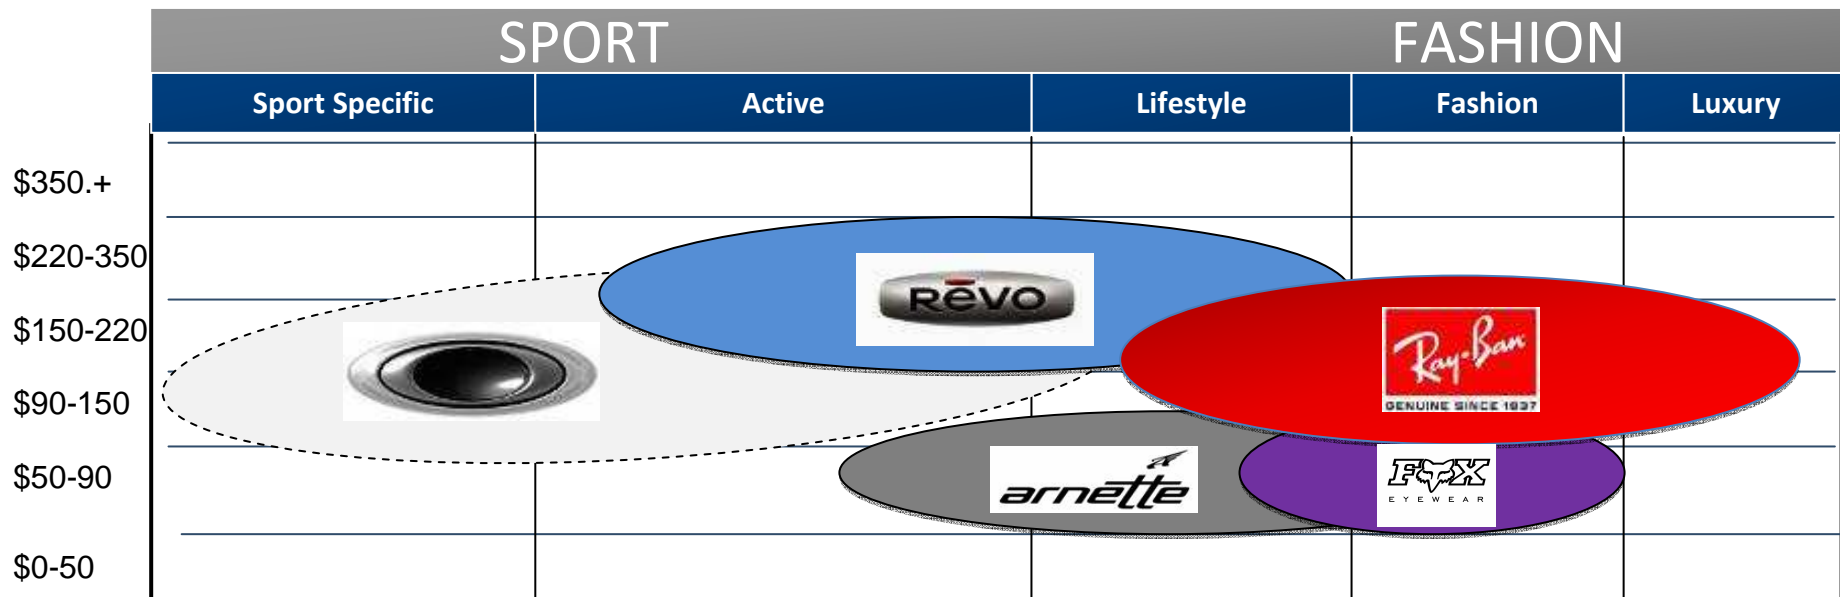 SPORT FASHION
Sport Specific Active Lifestyle Fashion Luxury
$350.+
$220-350
$150-220
$90-150
$50-90
$0-50
RēVO
Ray-Ban
GENUINE SINCE 1937
arnette
FOX
EYEWEAR